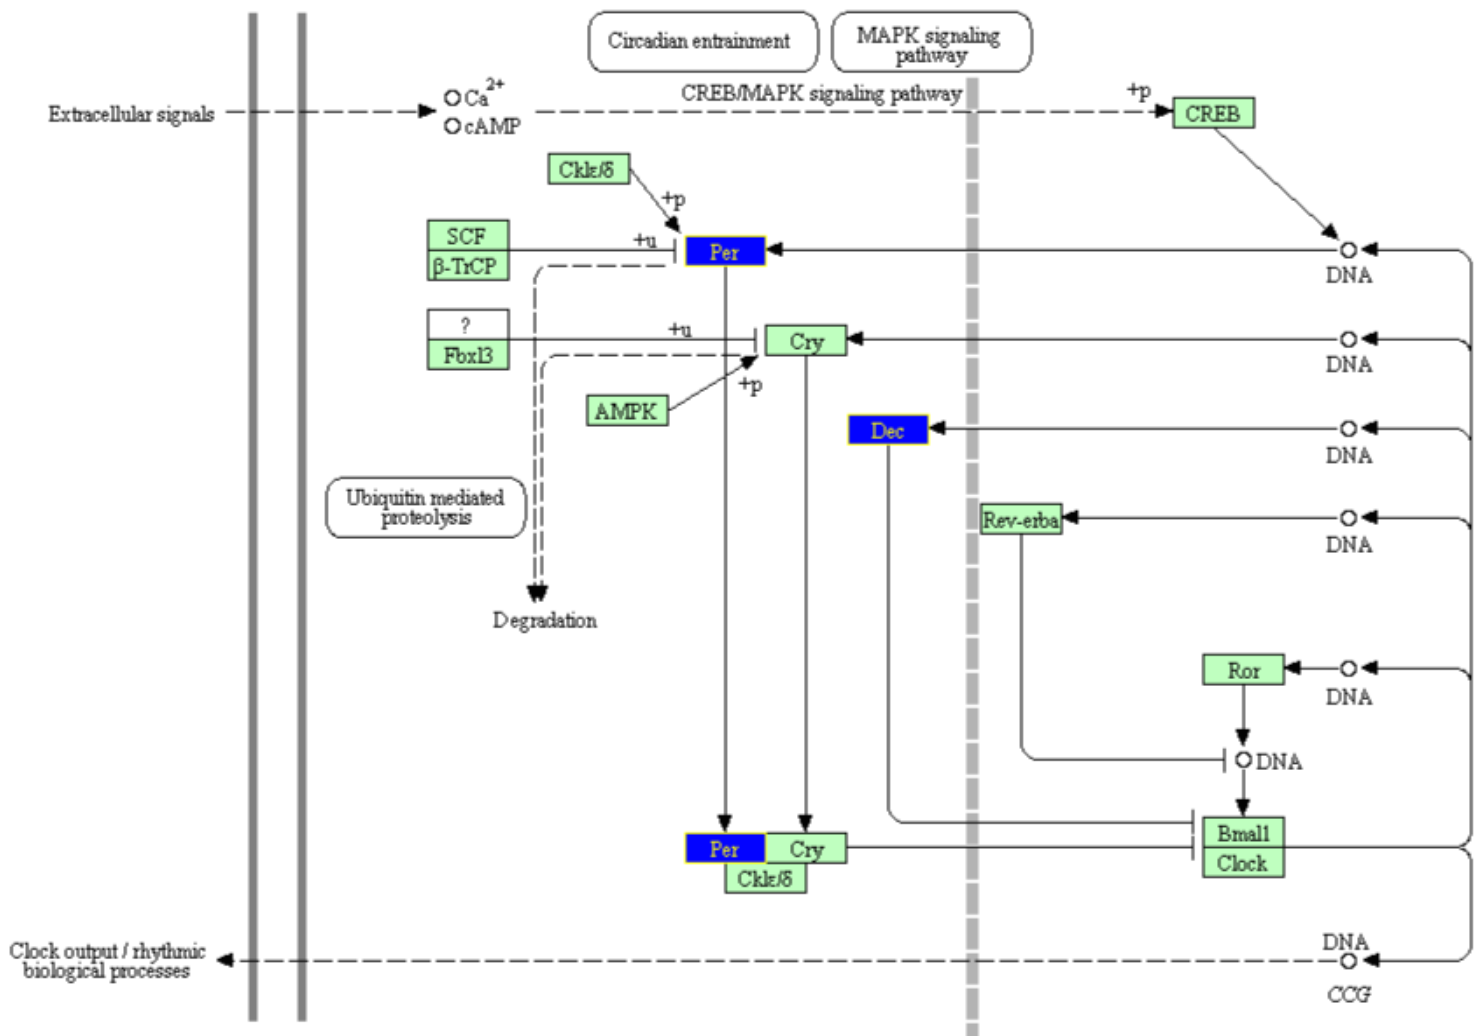 Circadian entrainment
MAPK signaling
pathway
Extracellular signals
Ca2+
cAMP
CREB/MAPK signaling pathway
+p
CREB
CkIε/δ
+p
SCF
β-TrCP
+u
Per
DNA
?
Fbxl3
+u
Cry
DNA
+p
AMPK
Dec
DNA
Ubiquitin mediated
proteolysis
Rev-erba
DNA
Degradation
Ror
DNA
DNA
Per
Cry
CkIε/δ
Bmal1
Clock
Clock output / rhythmic
biological processes
DNA
CCG